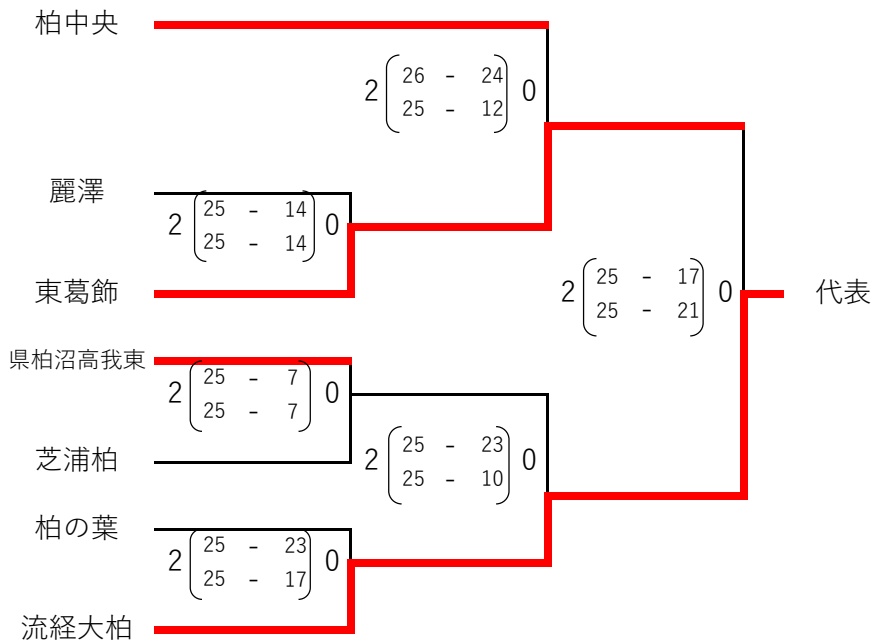 柏中央
2 26 - 24 0
25 - 12
麗澤
2 25 - 14 0
25 - 14
東葛飾
2 25 - 17 0
25 - 21
代表
県柏沼高我東
2 25 - 7 0
25 - 7
芝浦柏
2 25 - 23 0
25 - 10
柏の葉
2 25 - 23 0
25 - 17
流経大柏